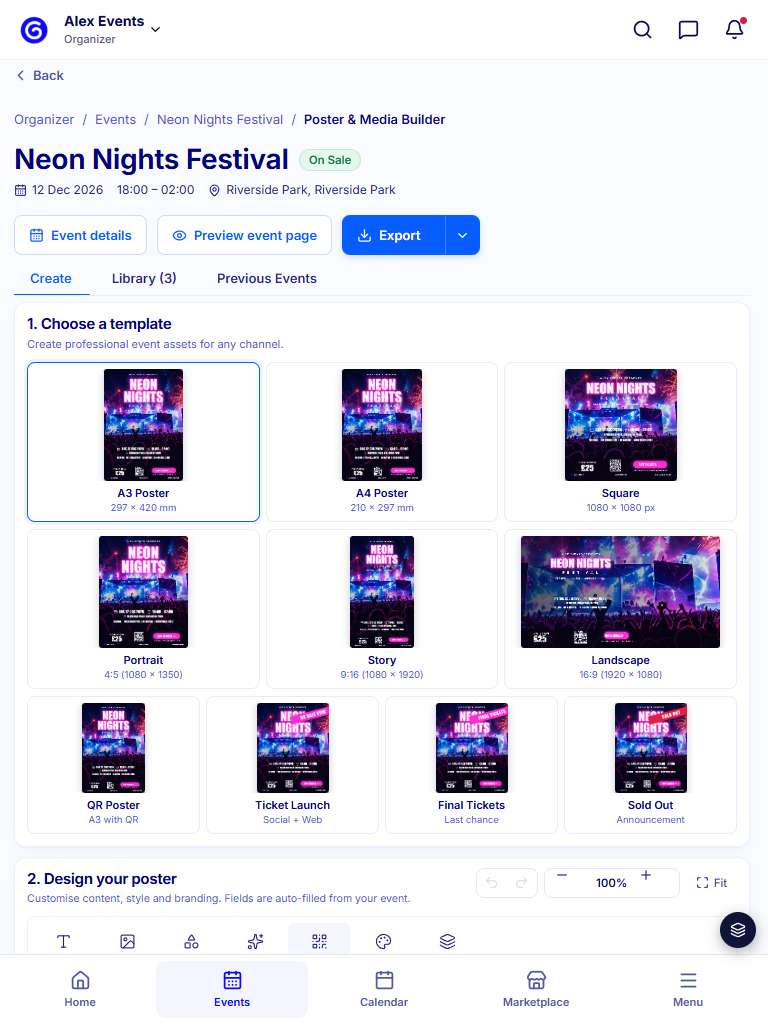 Alex Events
Organizer
Back
Organizer / Events / Neon Nights Festival / Poster & Media Builder
Neon Nights Festival On Sale
12 Dec 2026 18:00 – 02:00 Riverside Park, Riverside Park
Event details Preview event page Export
Create Library (3) Previous Events
1. Choose a template
Create professional event assets for any channel.
NEON NIGHTS
NEON NIGHTS
NEON NIGHTS
£25
A3 Poster A4 Poster Square
297 × 420 mm 210 × 297 mm 1080 × 1080 px
NEON NIGHTS
NEON NIGHTS
NEON NIGHTS
FESTIVAL
£25
£25
£25
Portrait Story Landscape
4:5 (1080 × 1350) 9:16 (1080 × 1920) 16:9 (1920 × 1080)
NEON NIGHTS
NIGHTS
NIGHTS
NIGHTS
SOLD OUT
QR Poster Ticket Launch Final Tickets Sold Out
A3 with QR Social + Web Last chance Announcement
2. Design your poster
Customise content, style and branding. Fields are auto-filled from your event.
100% Fit
Home Events Calendar Marketplace Menu